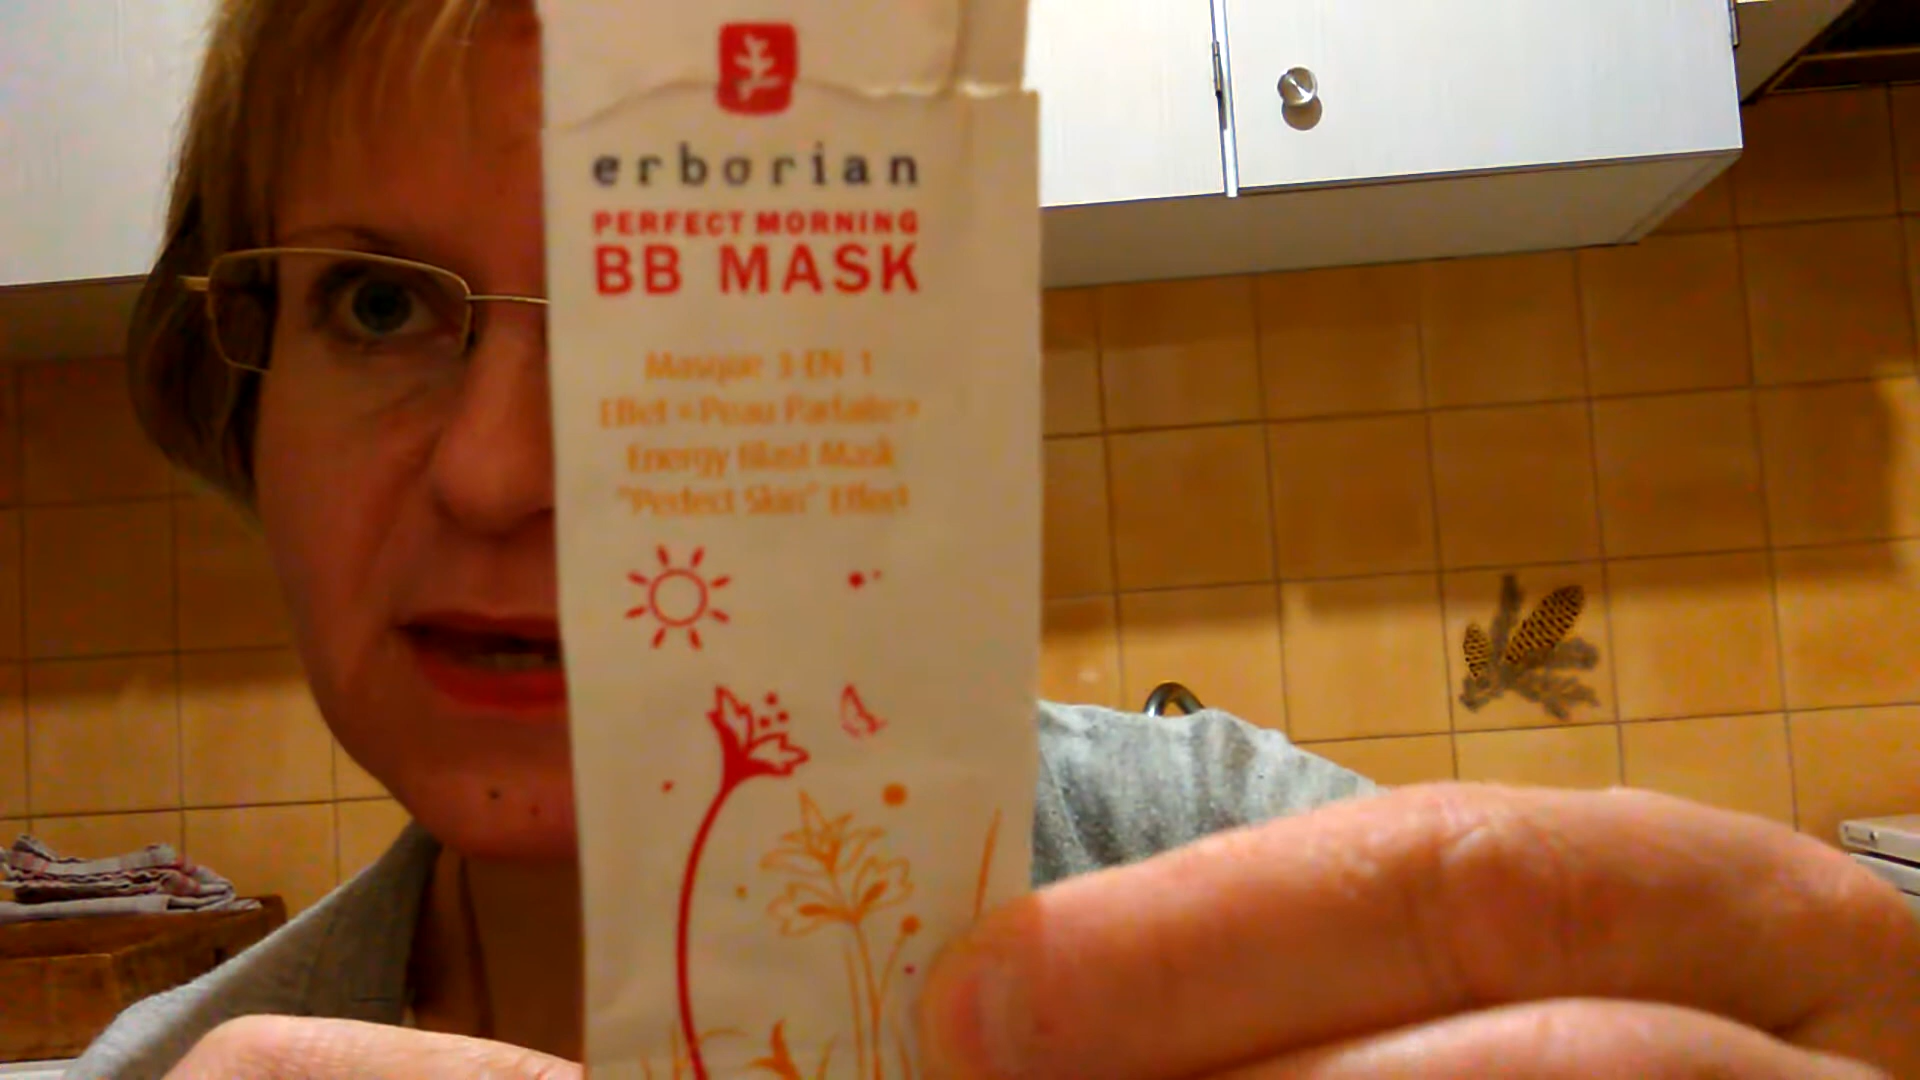 erborian
PERFECT MORNING
BB MASK
Masque 3-EN-1
Effet «Peau Parfaite»
Energy Blast Mask
"Perfect Skin" Effect